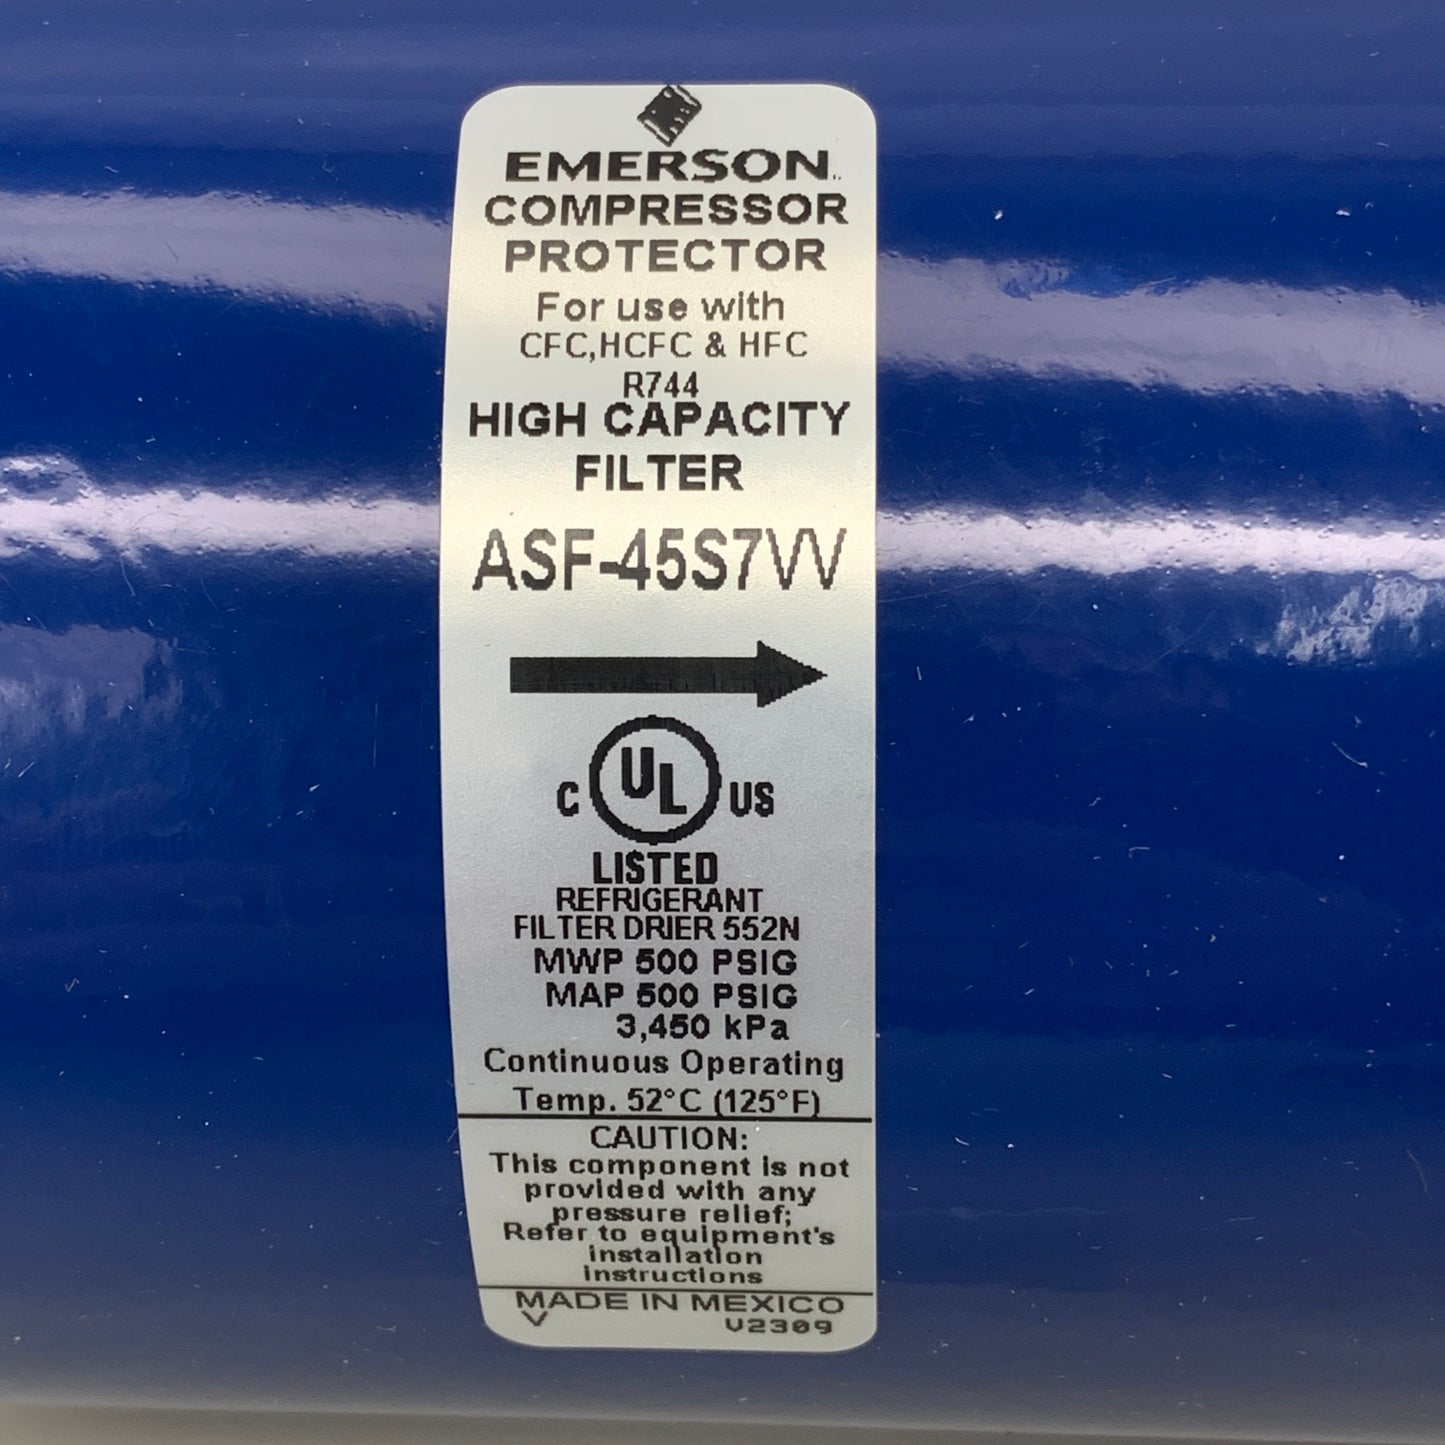 EMERSON
COMPRESSOR
PROTECTOR
For use with
CFC,HCFC & HFC
R744
HIGH CAPACITY
FILTER
ASF-45S7VV
C UL US
LISTED
REFRIGERANT
FILTER DRIER 552N
MWP 500 PSIG
MAP 500 PSIG
3,450 kPa
Continuous Operating
Temp. 52°C (125°F)
CAUTION:
This component is not
provided with any
pressure relief;
Refer to equipment's
installation
instructions
MADE IN MEXICO
V V2309